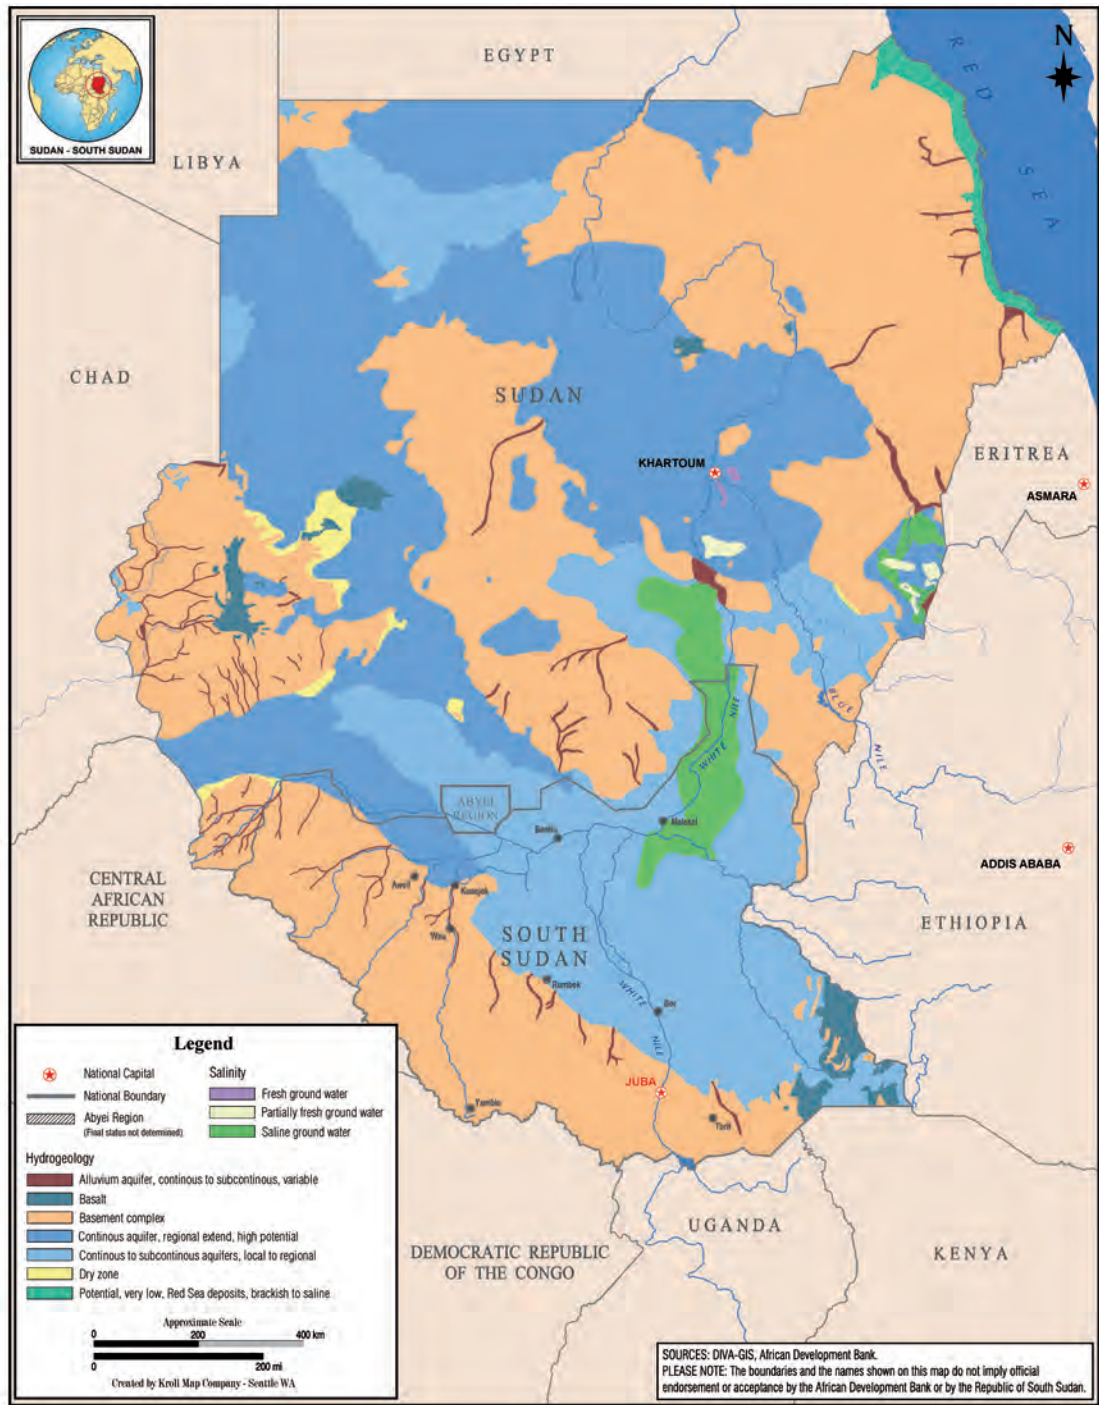 EGYPT
N
RED
SEA
SUDAN - SOUTH SUDAN
LIBYA
CHAD
SUDAN
KHARTOUM
ERITREA
ASMARA
BLUE
NILE
WHITE
NILE
ABYEI
REGION
Bentiu
Malakal
ADDIS ABABA
CENTRAL
AFRICAN
REPUBLIC
Aweil
Kuacjok
ETHIOPIA
Wau
SOUTH
SUDAN
Rumbek
WHITE
Bor
NILE
JUBA
Yambio
Torit
UGANDA
DEMOCRATIC REPUBLIC
OF THE CONGO
KENYA
Legend
National Capital
National Boundary
Abyei Region
(Final status not determined)
Salinity
Fresh ground water
Partially fresh ground water
Saline ground water
Hydrogeology
Alluvium aquifer, continous to subcontinous, variable
Basalt
Basement complex
Continous aquifer, regional extend, high potential
Continous to subcontinous aquifers, local to regional
Dry zone
Potential, very low, Red Sea deposits, brackish to saline
Approximate Scale
0 200 400 km
0 200 mi
Created by Kroll Map Company - Seattle WA
SOURCES: DIVA-GIS, African Development Bank.
PLEASE NOTE: The boundaries and the names shown on this map do not imply official
endorsement or acceptance by the African Development Bank or by the Republic of South Sudan.